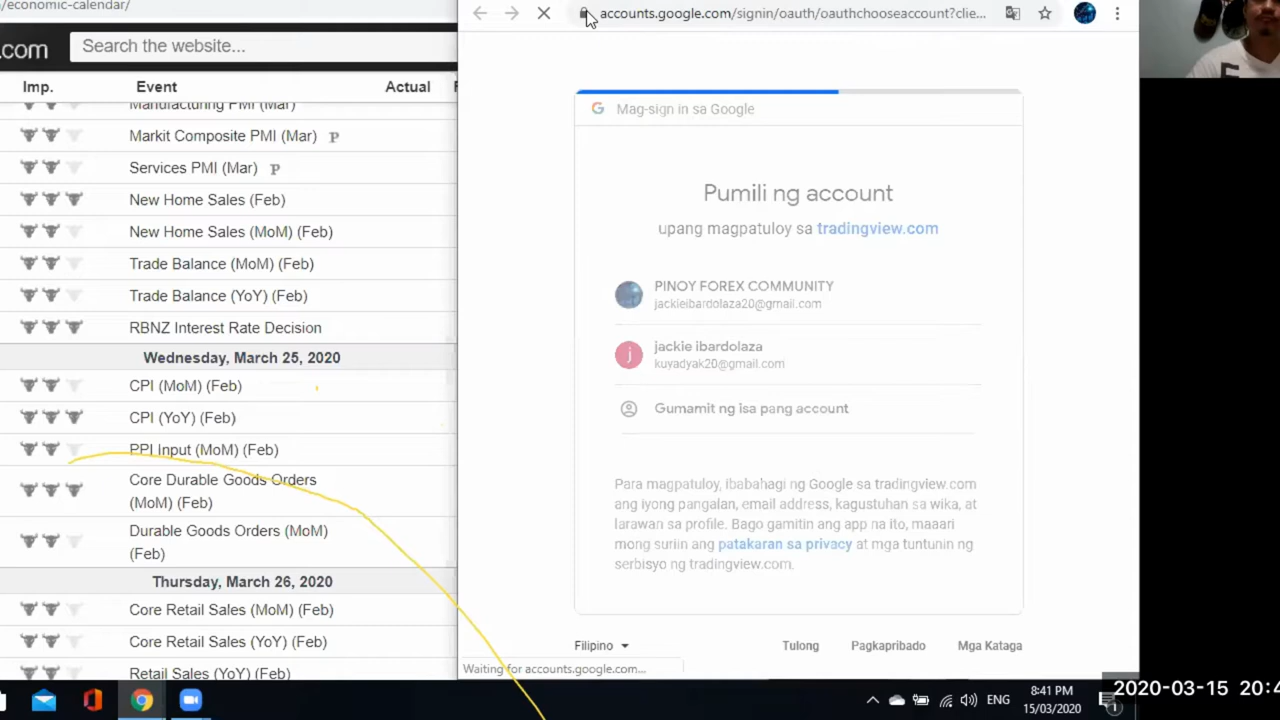 /economic-calendar/
.com
Search the website...
Imp. Event Actual
Manufacturing PMI (Mar)
Markit Composite PMI (Mar) P
Services PMI (Mar) P
New Home Sales (Feb)
New Home Sales (MoM) (Feb)
Trade Balance (MoM) (Feb)
Trade Balance (YoY) (Feb)
RBNZ Interest Rate Decision
Wednesday, March 25, 2020
CPI (MoM) (Feb)
CPI (YoY) (Feb)
PPI Input (MoM) (Feb)
Core Durable Goods Orders
(MoM) (Feb)
Durable Goods Orders (MoM)
(Feb)
Thursday, March 26, 2020
Core Retail Sales (MoM) (Feb)
Core Retail Sales (YoY) (Feb)
Retail Sales (YoY) (Feb)
accounts.google.com/signin/oauth/oauthchooseaccount?clie...
G Mag-sign in sa Google
Pumili ng account
upang magpatuloy sa tradingview.com
PINOY FOREX COMMUNITY
jackieibardolaza20@gmail.com
j jackie ibardolaza
kuyadyak20@gmail.com
Gumamit ng isa pang account
Para magpatuloy, ibabahagi ng Google sa tradingview.com
ang iyong pangalan, email address, kagustuhan sa wika, at
larawan sa profile. Bago gamitin ang app na ito, maaari
mong suriin ang patakaran sa privacy at mga tuntunin ng
serbisyo ng tradingview.com.
Filipino Tulong Pagkapribado Mga Kataga
Waiting for accounts.google.com...
ENG
8:41 PM
15/03/2020
1
2020-03-15 20:4